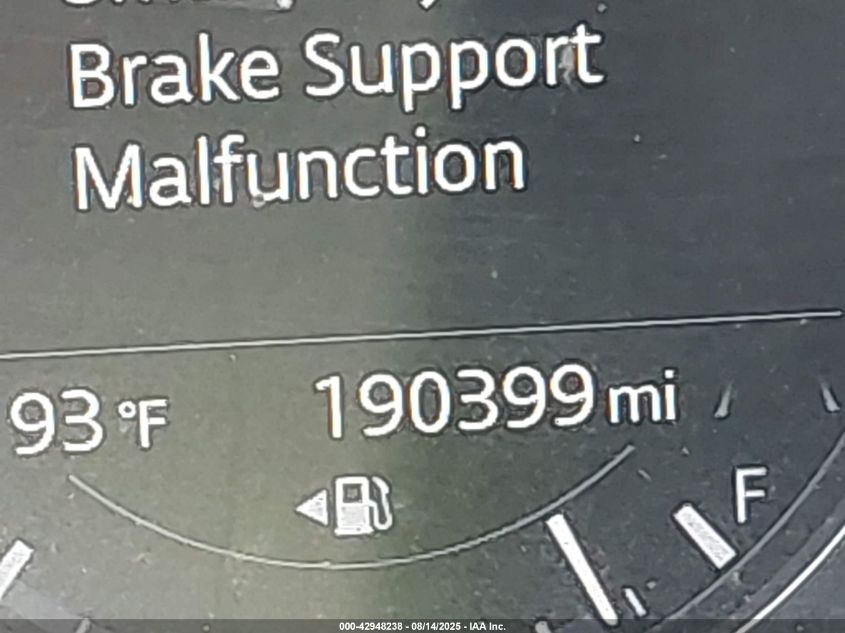 Brake Support
Malfunction
93 °F 190399 mi
F
000-42948238 - 08/14/2025 - IAA Inc.